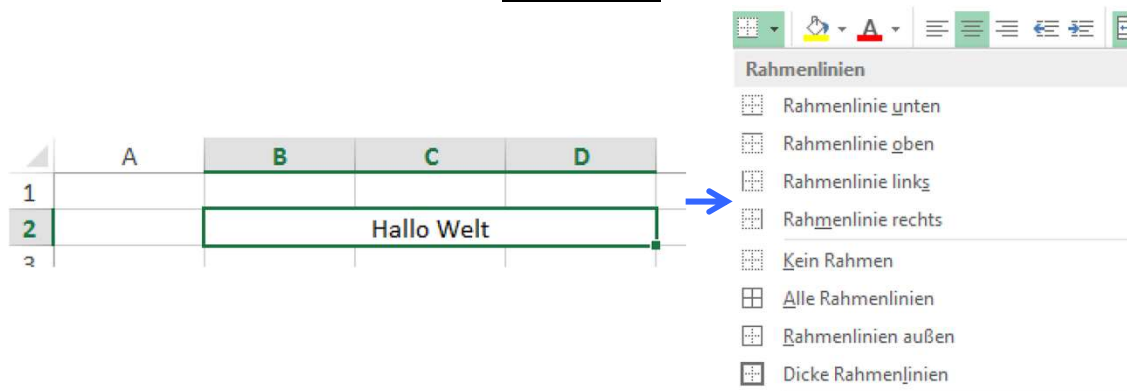 A B C D
1
2 Hallo Welt
3
A
Rahmenlinien
Rahmenlinie unten
Rahmenlinie oben
Rahmenlinie links
Rahmenlinie rechts
Kein Rahmen
Alle Rahmenlinien
Rahmenlinien außen
Dicke Rahmenlinien